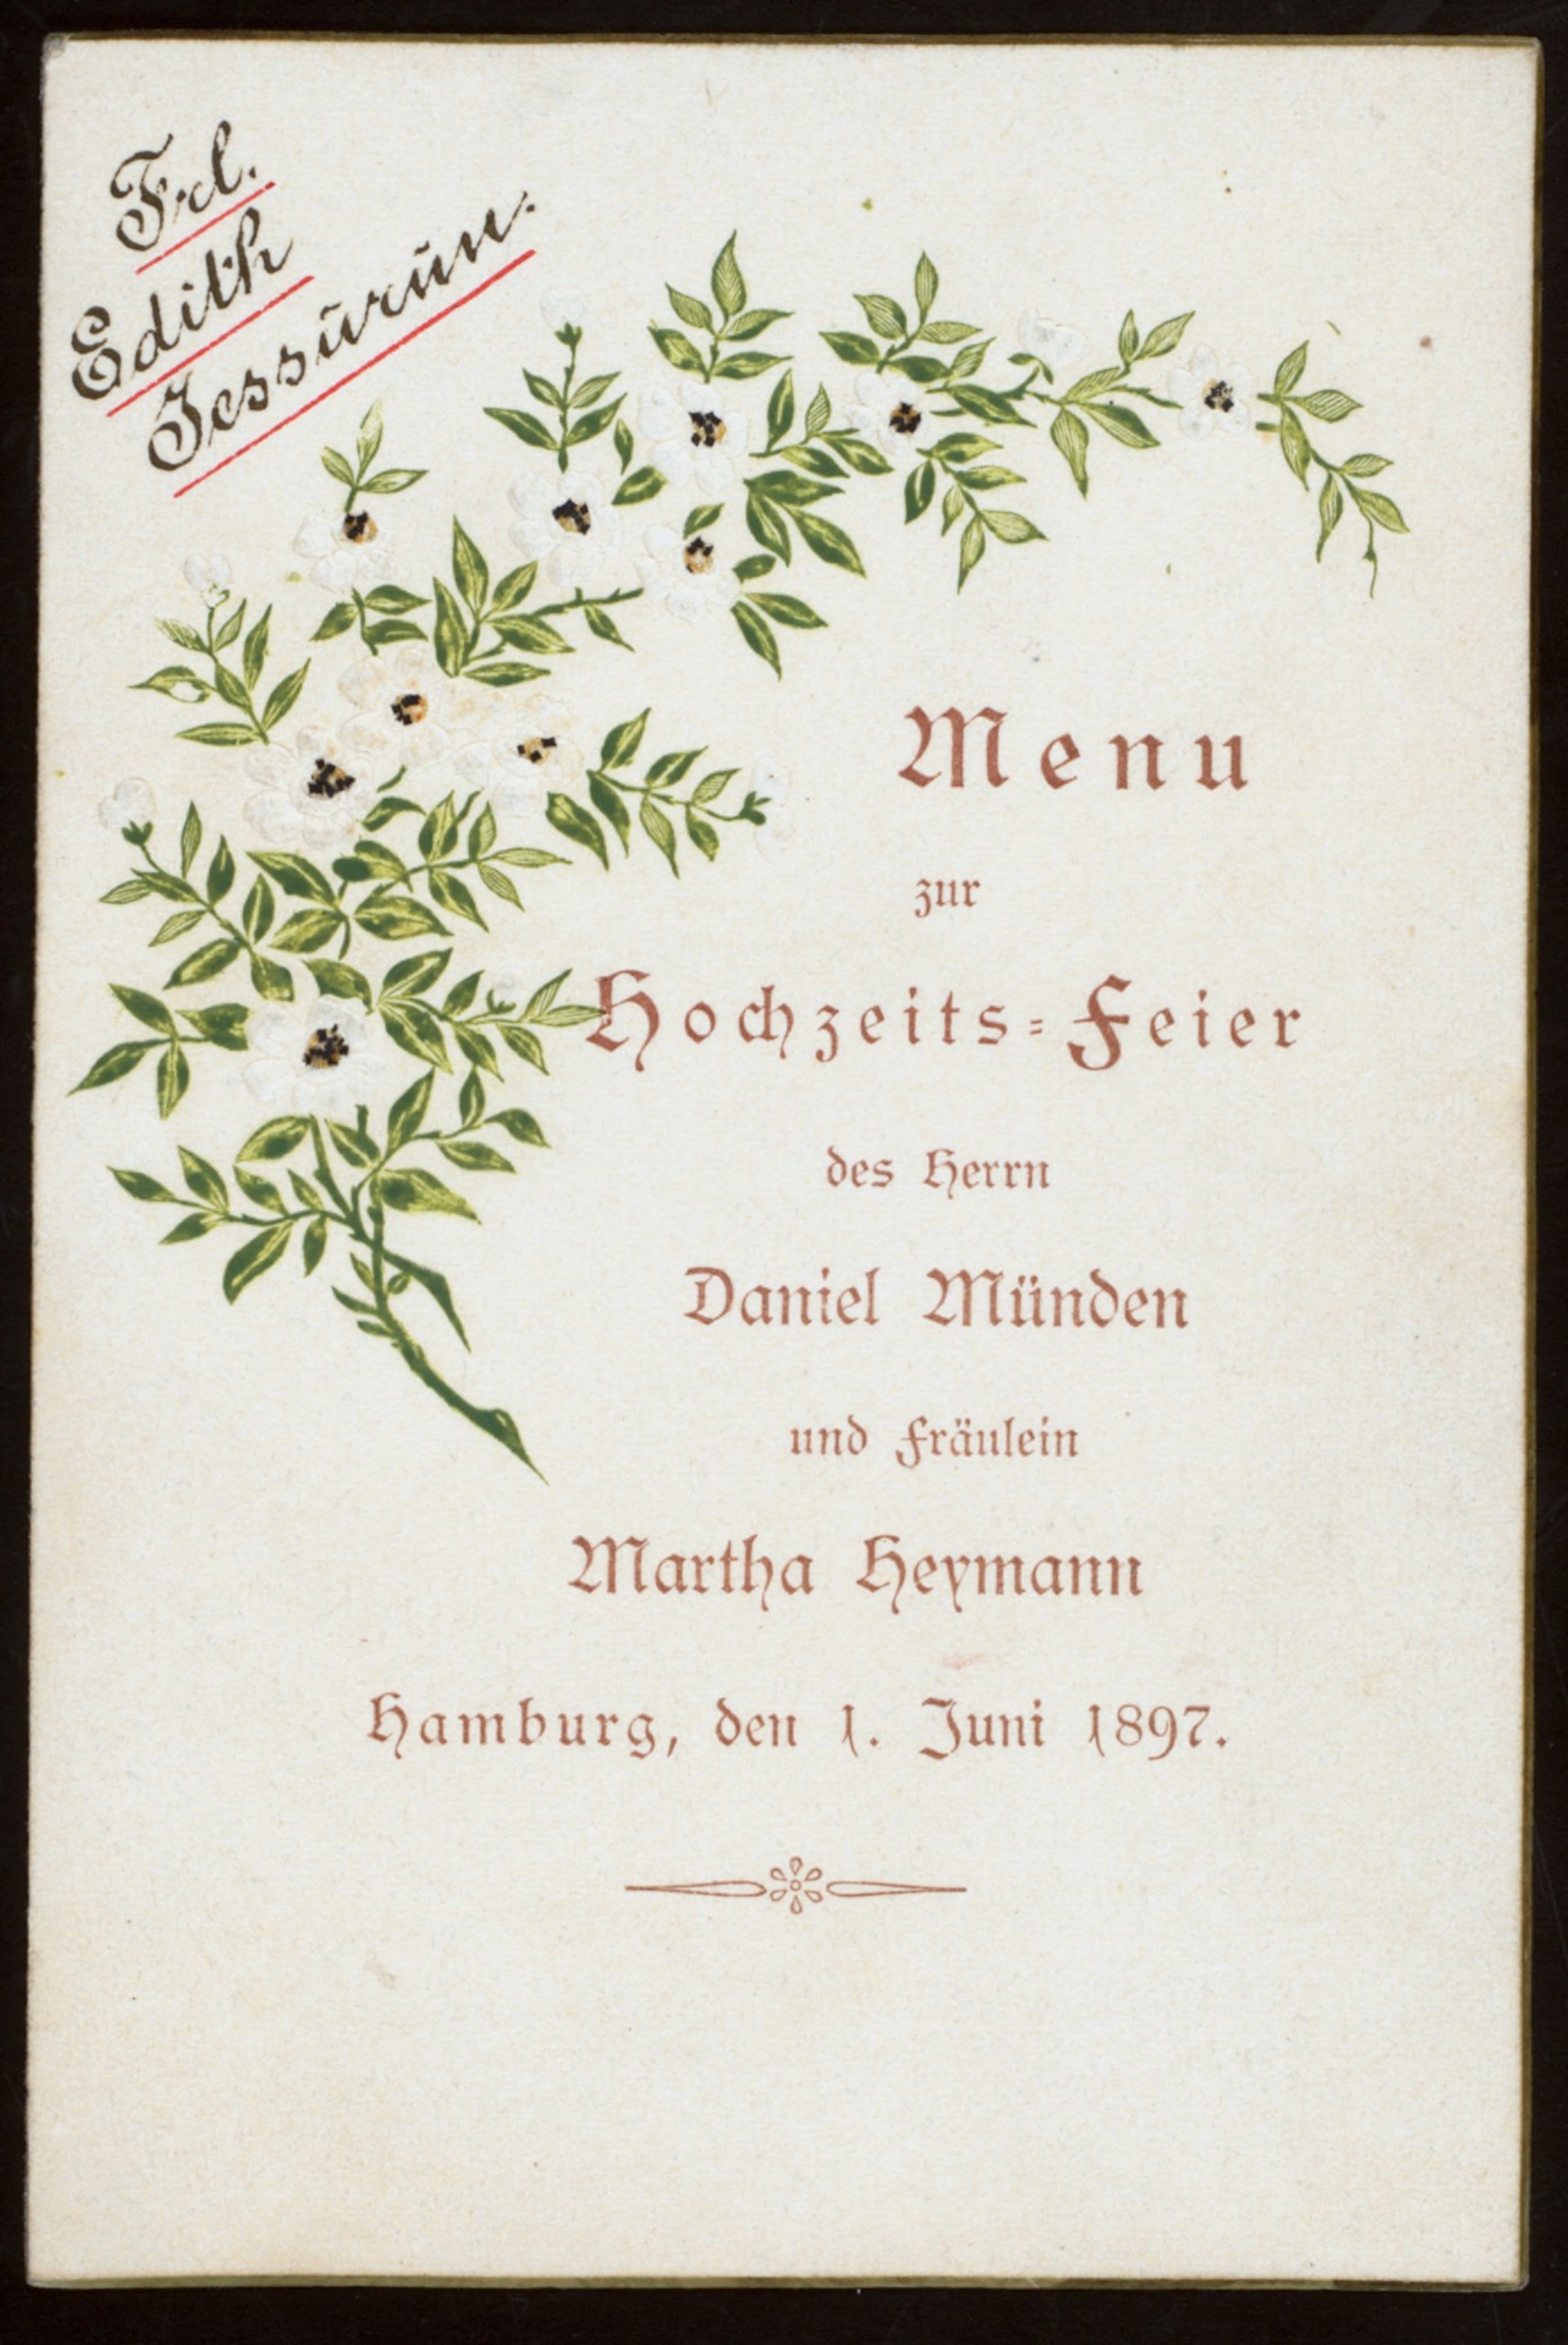 Frl.
Edith
Jessurun.
Menu
zur
Hochzeits-Feier
des Herrn
Daniel Münden
und Fräulein
Martha Heymann
Hamburg, den 1. Juni 1897.